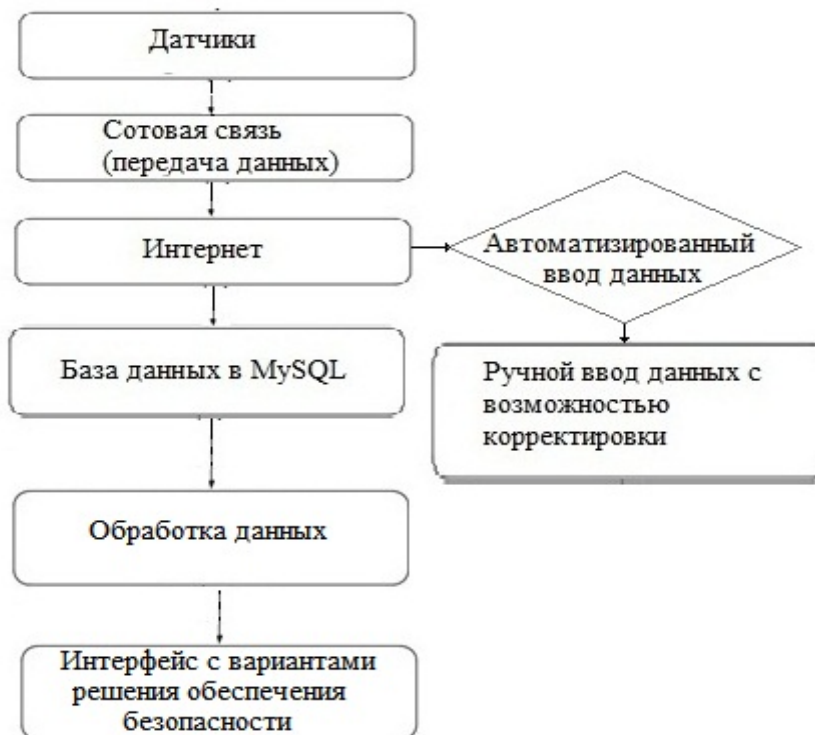 Датчики
Сотовая связь
(передача данных)
Интернет
Автоматизированный
ввод данных
База данных в MySQL
Ручной ввод данных с
возможностью
корректировки
Обработка данных
Интерфейс с вариантами
решения обеспечения
безопасности